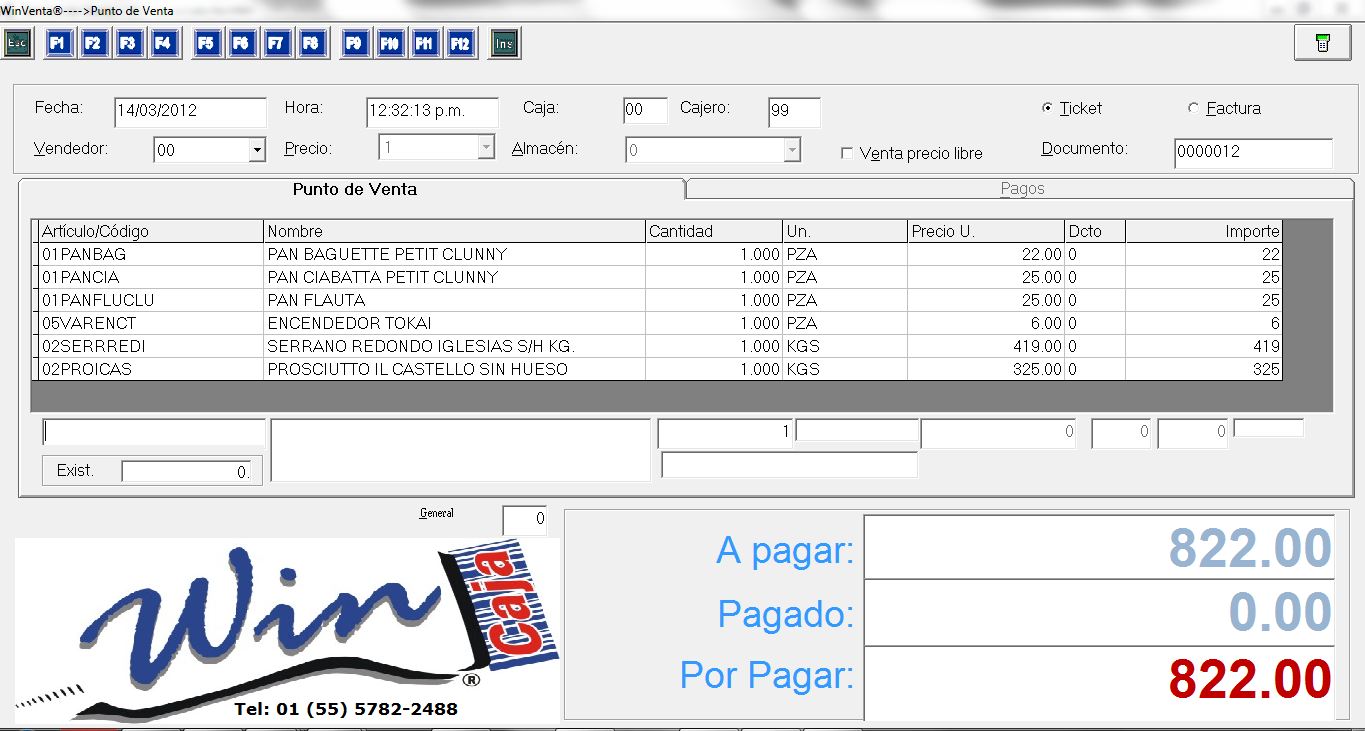 WinVenta®---->Punto de Venta
Esc F1 F2 F3 F4 F5 F6 F7 F8 F9 F10 F11 F12 Ins
Fecha: 14/03/2012 Hora: 12:32:13 p.m. Caja: 00 Cajero: 99 Ticket Factura
Vendedor: 00 Precio: 1 Almacén: 0 Venta precio libre Documento: 0000012
Punto de Venta Pagos
Artículo/Código Nombre Cantidad Un. Precio U. Dcto Importe
01PANBAG PAN BAGUETTE PETIT CLUNNY 1.000 PZA 22.00 0 22
01PANCIA PAN CIABATTA PETIT CLUNNY 1.000 PZA 25.00 0 25
01PANFLUCLU PAN FLAUTA 1.000 PZA 25.00 0 25
05VARENCT ENCENDEDOR TOKAI 1.000 PZA 6.00 0 6
02SERRREDI SERRANO REDONDO IGLESIAS S/H KG. 1.000 KGS 419.00 0 419
02PROICAS PROSCIUTTO IL CASTELLO SIN HUESO 1.000 KGS 325.00 0 325
1 0 0 0
Exist. 0.
General 0
Win caja ®
Tel: 01 (55) 5782-2488
A pagar: 822.00
Pagado: 0.00
Por Pagar: 822.00